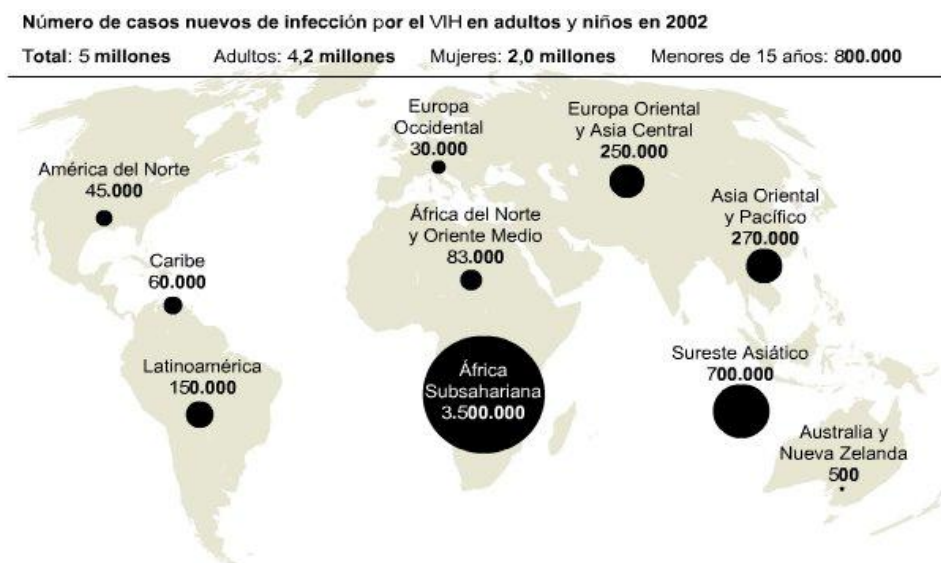 Número de casos nuevos de infección por el VIH en adultos y niños en 2002
Total: 5 millones Adultos: 4,2 millones Mujeres: 2,0 millones Menores de 15 años: 800.000
Europa
Occidental
30.000
Europa Oriental
y Asia Central
250.000
América del Norte
45.000
Asia Oriental
y Pacífico
270.000
África del Norte
y Oriente Medio
83.000
Caribe
60.000
Latinoamérica
150.000
África
Subsahariana
3.500.000
Sureste Asiático
700.000
Australia y
Nueva Zelanda
500